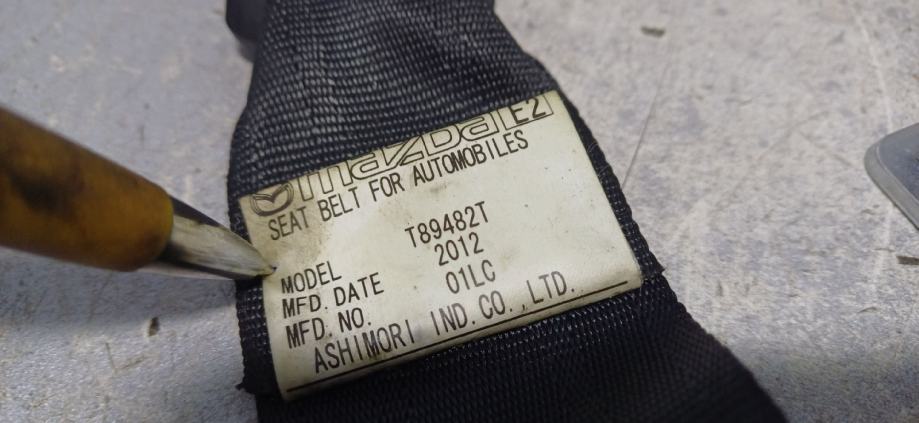 mazda E2
SEAT BELT FOR AUTOMOBILES
MODEL T89482T
MFD. DATE 2012
MFD. NO. 01LC
ASHIMORI IND. CO., LTD.